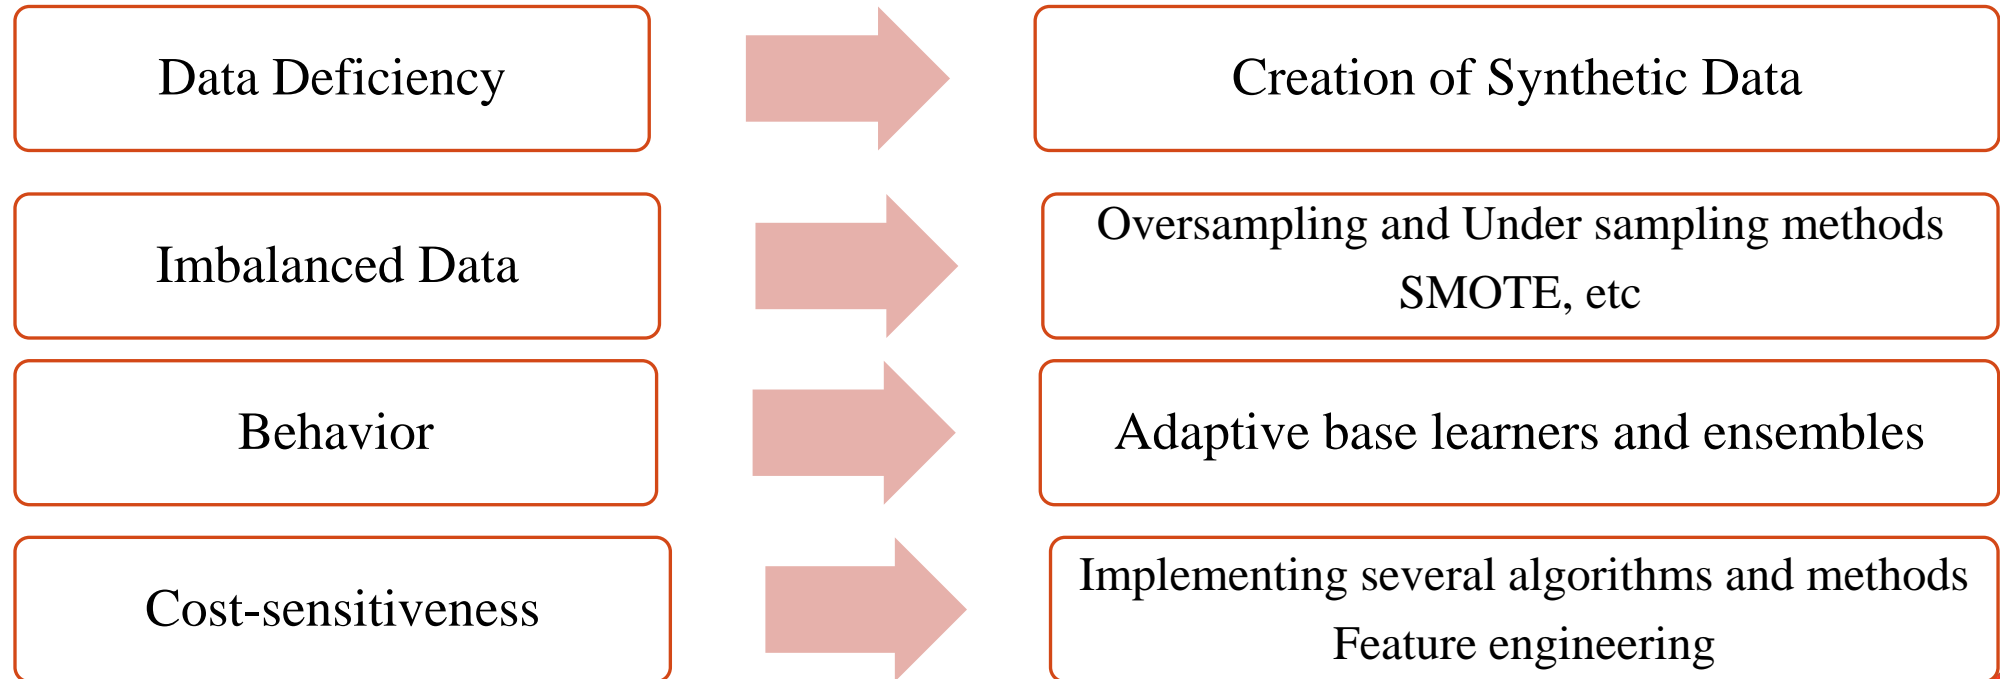 Data Deficiency
Creation of Synthetic Data
Imbalanced Data
Oversampling and Under sampling methods
SMOTE, etc
Behavior
Adaptive base learners and ensembles
Cost-sensitiveness
Implementing several algorithms and methods
Feature engineering